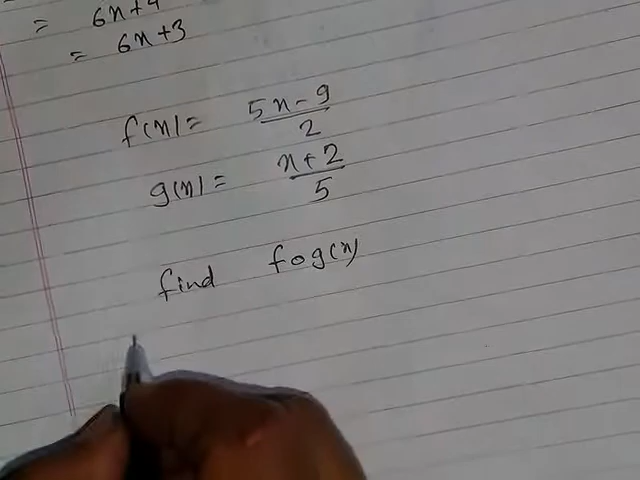 = 6x+4
= 6x+3
f(x)= 5x-9 / 2
g(x)= x+2 / 5
find fog(x)